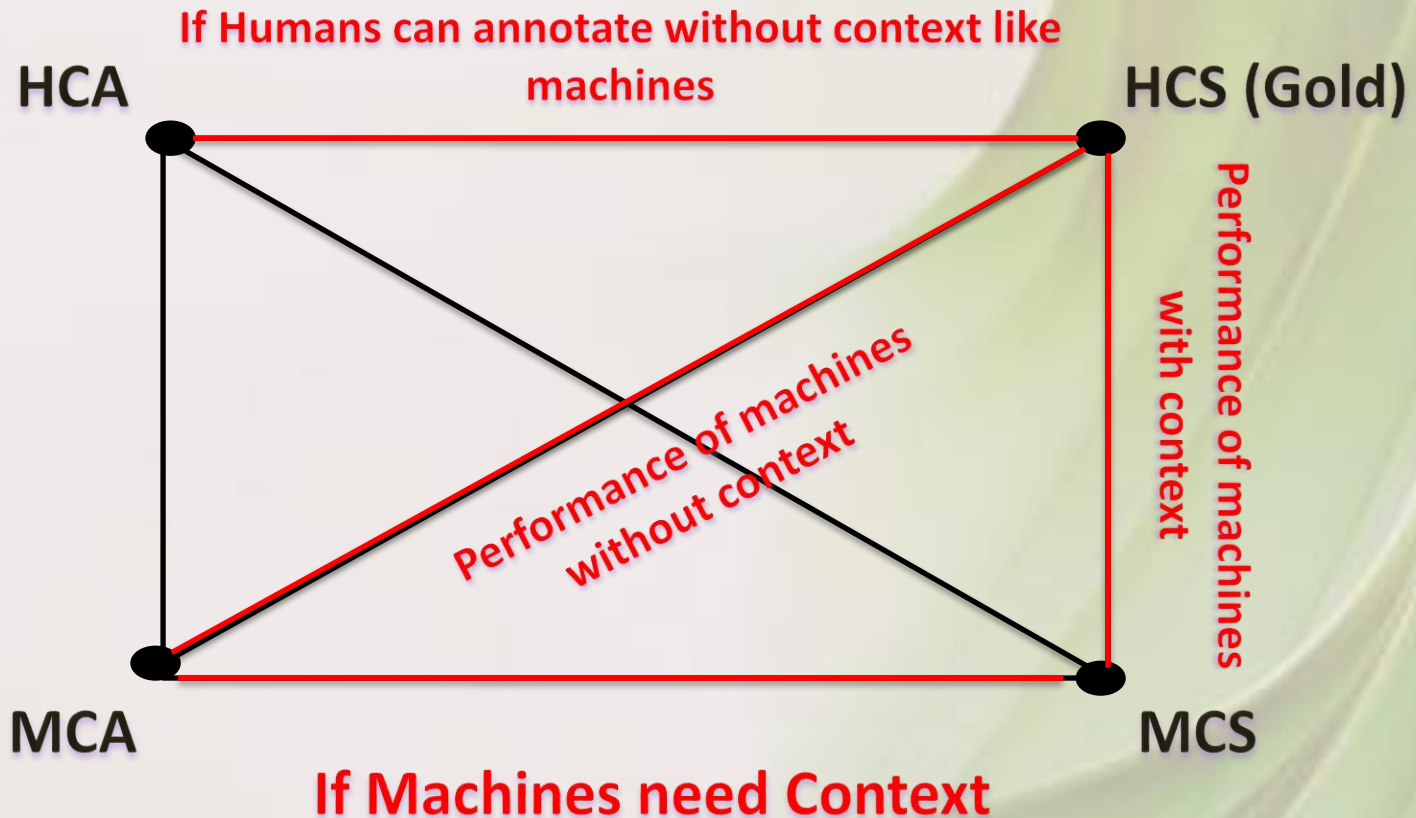 If Humans can annotate without context like
machines
HCA
HCS (Gold)
Performance of machines
with context
Performance of machines
without context
MCA
MCS
If Machines need Context